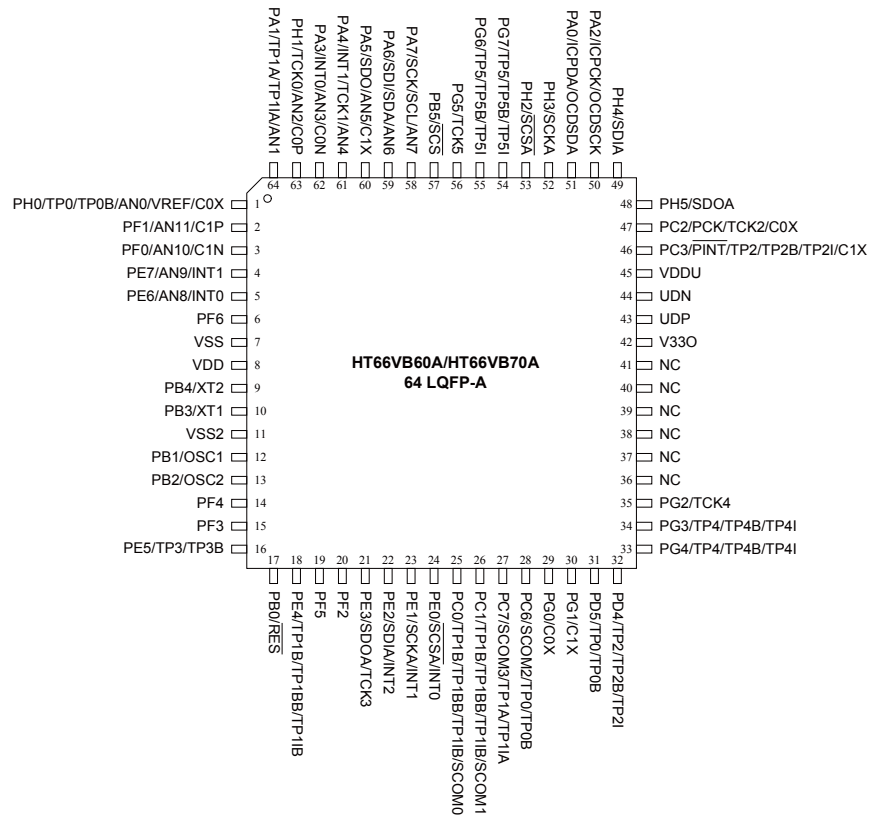 PA1/TP1A/TP1IA/AN1
PH1/TCK0/AN2/C0P
PA3/INT0/AN3/C0N
PA4/INT1/TCK1/AN4
PA5/SDO/AN5/C1X
PA6/SDI/SDA/AN6
PA7/SCK/SCL/AN7
PB5/SCS
PG5/TCK5
PG6/TP5/TP5B/TP5I
PG7/TP5/TP5B/TP5I
PH2/SCSA
PH3/SCKA
PA0/ICPDA/OCDSDA
PA2/ICPCK/OCDSCK
PH4/SDIA
64 63 62 61 60 59 58 57 56 55 54 53 52 51 50 49
PH0/TP0/TP0B/AN0/VREF/C0X 1
PF1/AN11/C1P 2
PF0/AN10/C1N 3
PE7/AN9/INT1 4
PE6/AN8/INT0 5
PF6 6
VSS 7
VDD 8
PB4/XT2 9
PB3/XT1 10
VSS2 11
PB1/OSC1 12
PB2/OSC2 13
PF4 14
PF3 15
PE5/TP3/TP3B 16
HT66VB60A/HT66VB70A
64 LQFP-A
48 PH5/SDOA
47 PC2/PCK/TCK2/C0X
46 PC3/PINT/TP2/TP2B/TP2I/C1X
45 VDDU
44 UDN
43 UDP
42 V33O
41 NC
40 NC
39 NC
38 NC
37 NC
36 NC
35 PG2/TCK4
34 PG3/TP4/TP4B/TP4I
33 PG4/TP4/TP4B/TP4I
17 18 19 20 21 22 23 24 25 26 27 28 29 30 31 32
PB0/RES
PE4/TP1B/TP1BB/TP1IB
PF5
PF2
PE3/SDOA/TCK3
PE2/SDIA/INT2
PE1/SCKA/INT1
PE0/SCSA/INT0
PC0/TP1B/TP1BB/TP1IB/SCOM0
PC1/TP1B/TP1BB/TP1IB/SCOM1
PC7/SCOM3/TP1A/TP1IA
PC6/SCOM2/TP0/TP0B
PG0/C0X
PG1/C1X
PD5/TP0/TP0B
PD4/TP2/TP2B/TP2I